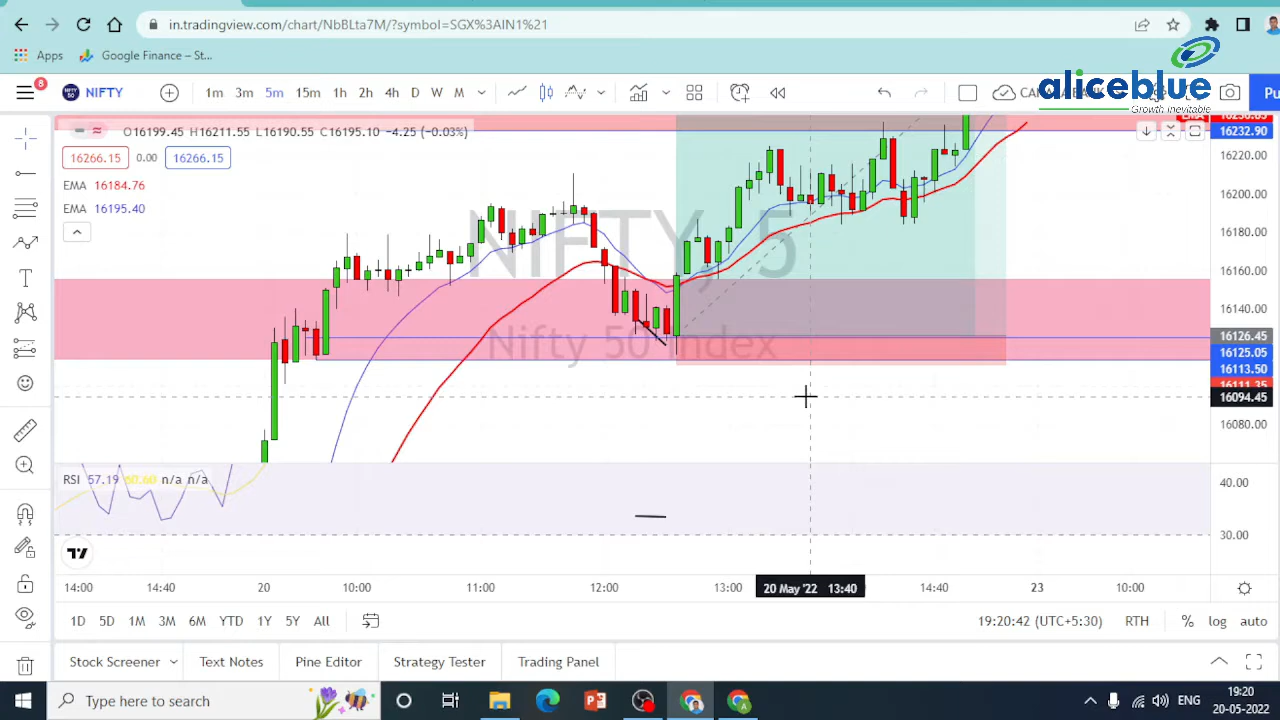 in.tradingview.com/chart/NbBLta7M/?symbol=SGX%3AIN1%21
Apps
Google Finance – St...
aliceblue
Growth inevitable
8
NIFTY
1m 3m 5m 15m 1h 2h 4h D W M
Pu
O16199.45 H16211.55 L16190.55 C16195.10 −4.25 (−0.03%)
16266.15 0.00 16266.15
EMA 16184.76
EMA 16195.40
NIFTY, 5
Nifty 50 Index
16232.90
16220.00
16200.00
16180.00
16160.00
16140.00
16126.45
16125.05
16113.50
16111.35
16094.45
16080.00
RSI 57.19 60.60 n/a n/a
40.00
30.00
14:00 14:40 20 10:00 11:00 12:00 13:00 20 May '22 13:40 14:40 23 10:00
1D 5D 1M 3M 6M YTD 1Y 5Y All
19:20:42 (UTC+5:30) RTH % log auto
Stock Screener Text Notes Pine Editor Strategy Tester Trading Panel
Type here to search
ENG
19:20
20-05-2022